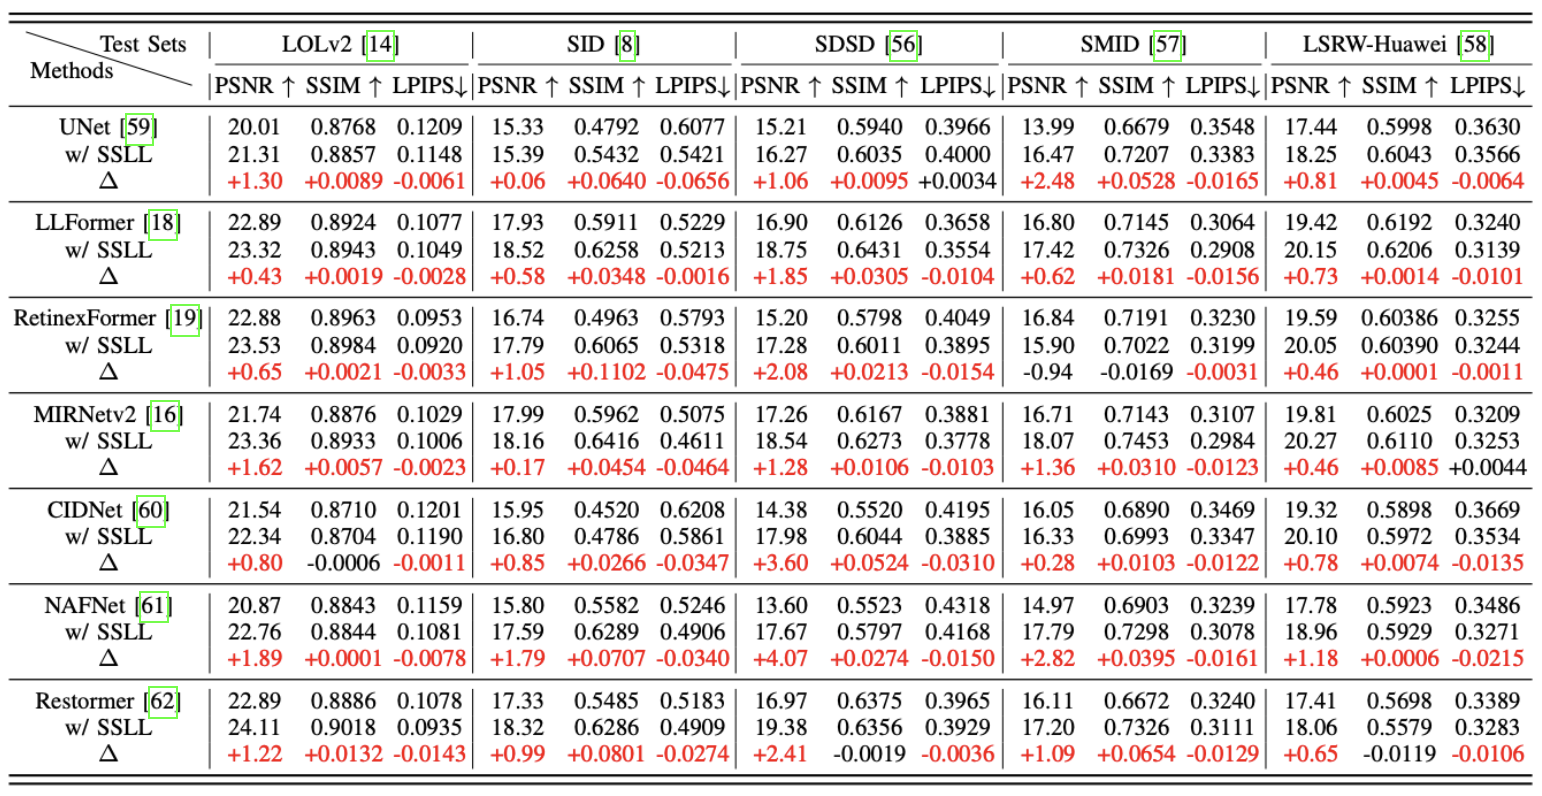 Test Sets LOLv2 [14] SID [8] SDSD [56] SMID [57] LSRW-Huawei [58]
Methods
PSNR ↑ SSIM ↑ LPIPS↓ PSNR ↑ SSIM ↑ LPIPS↓ PSNR ↑ SSIM ↑ LPIPS↓ PSNR ↑ SSIM ↑ LPIPS↓ PSNR ↑ SSIM ↑ LPIPS↓
UNet [59] 20.01 0.8768 0.1209 15.33 0.4792 0.6077 15.21 0.5940 0.3966 13.99 0.6679 0.3548 17.44 0.5998 0.3630
w/ SSLL 21.31 0.8857 0.1148 15.39 0.5432 0.5421 16.27 0.6035 0.4000 16.47 0.7207 0.3383 18.25 0.6043 0.3566
Δ +1.30 +0.0089 -0.0061 +0.06 +0.0640 -0.0656 +1.06 +0.0095 +0.0034 +2.48 +0.0528 -0.0165 +0.81 +0.0045 -0.0064
LLFormer [18] 22.89 0.8924 0.1077 17.93 0.5911 0.5229 16.90 0.6126 0.3658 16.80 0.7145 0.3064 19.42 0.6192 0.3240
w/ SSLL 23.32 0.8943 0.1049 18.52 0.6258 0.5213 18.75 0.6431 0.3554 17.42 0.7326 0.2908 20.15 0.6206 0.3139
Δ +0.43 +0.0019 -0.0028 +0.58 +0.0348 -0.0016 +1.85 +0.0305 -0.0104 +0.62 +0.0181 -0.0156 +0.73 +0.0014 -0.0101
RetinexFormer [19] 22.88 0.8963 0.0953 16.74 0.4963 0.5793 15.20 0.5798 0.4049 16.84 0.7191 0.3230 19.59 0.60386 0.3255
w/ SSLL 23.53 0.8984 0.0920 17.79 0.6065 0.5318 17.28 0.6011 0.3895 15.90 0.7022 0.3199 20.05 0.60390 0.3244
Δ +0.65 +0.0021 -0.0033 +1.05 +0.1102 -0.0475 +2.08 +0.0213 -0.0154 -0.94 -0.0169 -0.0031 +0.46 +0.0001 -0.0011
MIRNetv2 [16] 21.74 0.8876 0.1029 17.99 0.5962 0.5075 17.26 0.6167 0.3881 16.71 0.7143 0.3107 19.81 0.6025 0.3209
w/ SSLL 23.36 0.8933 0.1006 18.16 0.6416 0.4611 18.54 0.6273 0.3778 18.07 0.7453 0.2984 20.27 0.6110 0.3253
Δ +1.62 +0.0057 -0.0023 +0.17 +0.0454 -0.0464 +1.28 +0.0106 -0.0103 +1.36 +0.0310 -0.0123 +0.46 +0.0085 +0.0044
CIDNet [60] 21.54 0.8710 0.1201 15.95 0.4520 0.6208 14.38 0.5520 0.4195 16.05 0.6890 0.3469 19.32 0.5898 0.3669
w/ SSLL 22.34 0.8704 0.1190 16.80 0.4786 0.5861 17.98 0.6044 0.3885 16.33 0.6993 0.3347 20.10 0.5972 0.3534
Δ +0.80 -0.0006 -0.0011 +0.85 +0.0266 -0.0347 +3.60 +0.0524 -0.0310 +0.28 +0.0103 -0.0122 +0.78 +0.0074 -0.0135
NAFNet [61] 20.87 0.8843 0.1159 15.80 0.5582 0.5246 13.60 0.5523 0.4318 14.97 0.6903 0.3239 17.78 0.5923 0.3486
w/ SSLL 22.76 0.8844 0.1081 17.59 0.6289 0.4906 17.67 0.5797 0.4168 17.79 0.7298 0.3078 18.96 0.5929 0.3271
Δ +1.89 +0.0001 -0.0078 +1.79 +0.0707 -0.0340 +4.07 +0.0274 -0.0150 +2.82 +0.0395 -0.0161 +1.18 +0.0006 -0.0215
Restormer [62] 22.89 0.8886 0.1078 17.33 0.5485 0.5183 16.97 0.6375 0.3965 16.11 0.6672 0.3240 17.41 0.5698 0.3389
w/ SSLL 24.11 0.9018 0.0935 18.32 0.6286 0.4909 19.38 0.6356 0.3929 17.20 0.7326 0.3111 18.06 0.5579 0.3283
Δ +1.22 +0.0132 -0.0143 +0.99 +0.0801 -0.0274 +2.41 -0.0019 -0.0036 +1.09 +0.0654 -0.0129 +0.65 -0.0119 -0.0106